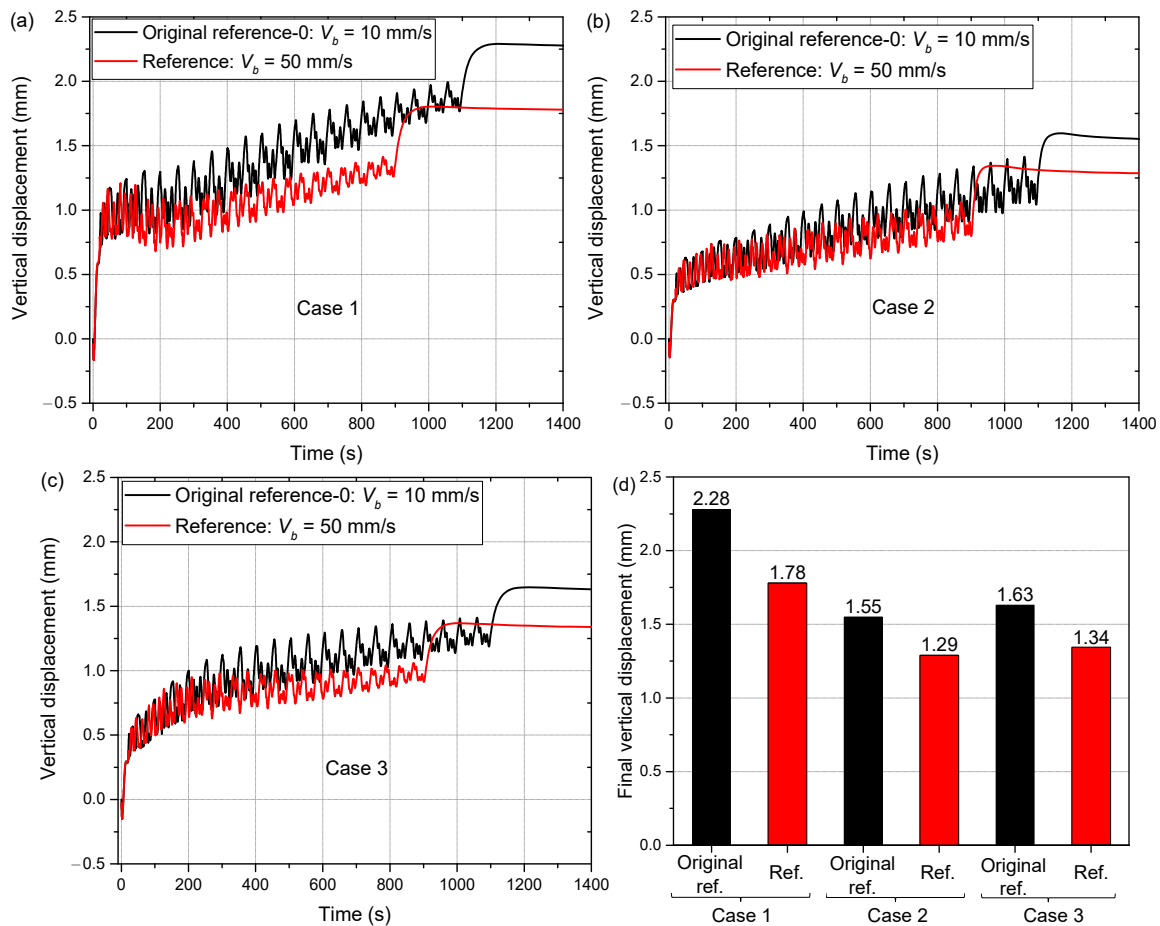 (a)
Original reference-0: V_b = 10 mm/s
Reference: V_b = 50 mm/s
Vertical displacement (mm)
2.5
2.0
1.5
1.0
0.5
0.0
−0.5
Case 1
0 200 400 600 800 1000 1200 1400
Time (s)
(b)
Original reference-0: V_b = 10 mm/s
Reference: V_b = 50 mm/s
Vertical displacement (mm)
2.5
2.0
1.5
1.0
0.5
0.0
−0.5
Case 2
0 200 400 600 800 1000 1200 1400
Time (s)
(c)
Original reference-0: V_b = 10 mm/s
Reference: V_b = 50 mm/s
Vertical displacement (mm)
2.5
2.0
1.5
1.0
0.5
0.0
−0.5
Case 3
0 200 400 600 800 1000 1200 1400
Time (s)
(d)
Final vertical displacement (mm)
2.5
2.0
1.5
1.0
0.5
0.0
2.28
1.78
1.55
1.29
1.63
1.34
Original Ref. Original Ref. Original Ref.
ref. ref. ref.
Case 1 Case 2 Case 3